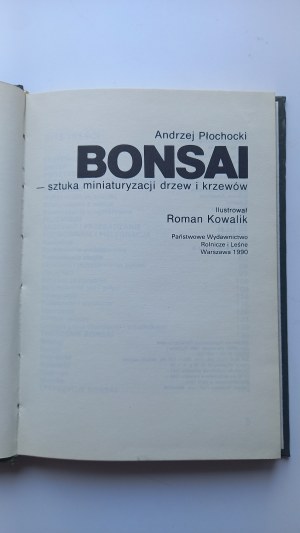 Andrzej Płochocki
BONSAI
— sztuka miniaturyzacji drzew i krzewów
Ilustrował
Roman Kowalik
Państwowe Wydawnictwo
Rolnicze i Leśne
Warszawa 1990